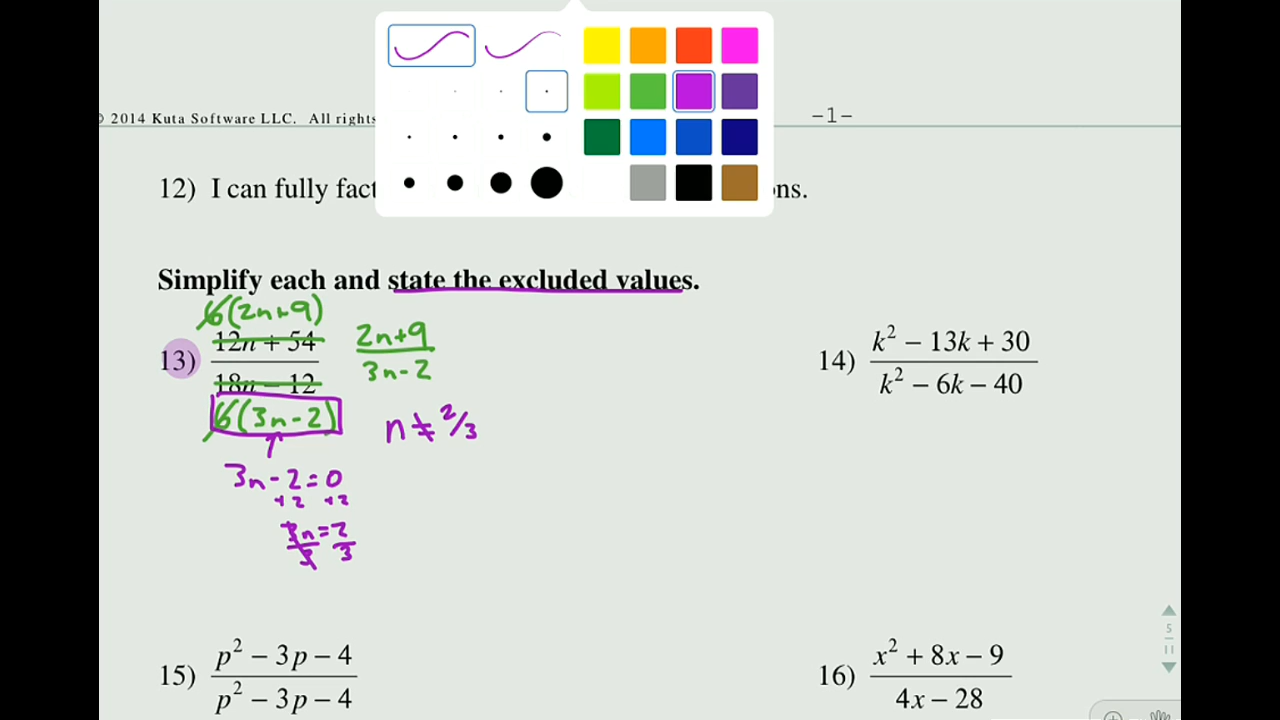 © 2014 Kuta Software LLC. All rights
-1-
12) I can fully fact
ns.
Simplify each and state the excluded values.
6(2n+9)
13) 12n + 54
18n - 12
6(3n-2)
2n+9
3n-2
n ≠ 2/3
3n-2=0
+2 +2
3n=2
3 3
14) k² − 13k + 30
k² − 6k − 40
15) p² − 3p − 4
p² − 3p − 4
16) x² + 8x − 9
4x − 28
5
11